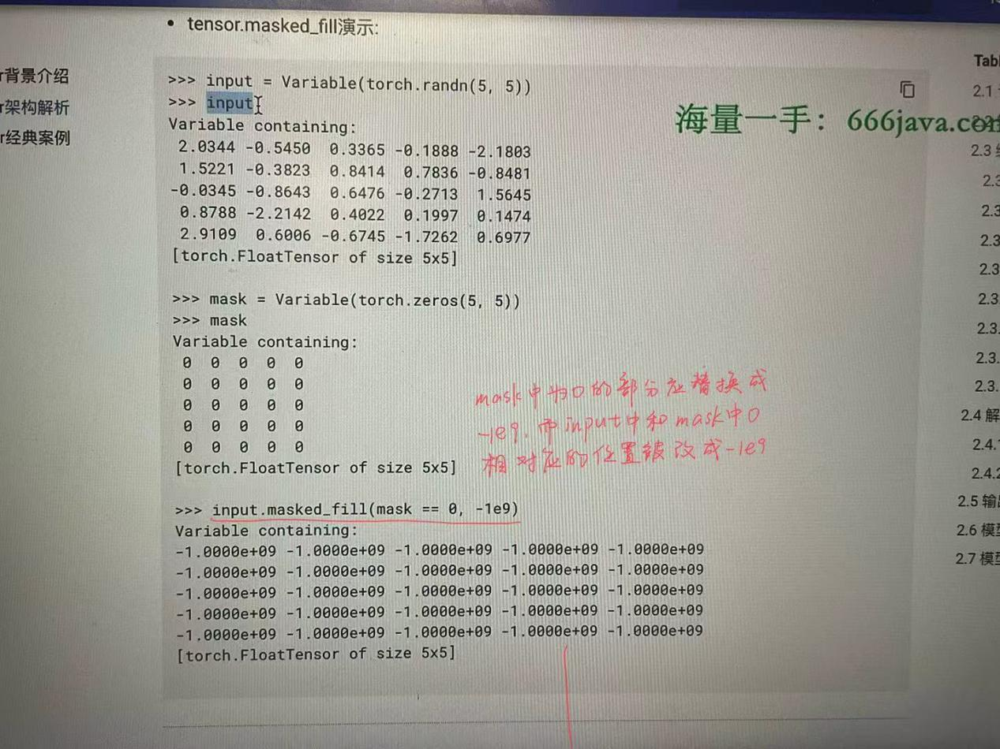 • tensor.masked_fill演示:
r背景介绍
r架构解析
r经典案例
>>> input = Variable(torch.randn(5, 5))
>>> input
Variable containing:
2.0344 -0.5450 0.3365 -0.1888 -2.1803
1.5221 -0.3823 0.8414 0.7836 -0.8481
-0.0345 -0.8643 0.6476 -0.2713 1.5645
0.8788 -2.2142 0.4022 0.1997 0.1474
2.9109 0.6006 -0.6745 -1.7262 0.6977
[torch.FloatTensor of size 5x5]
>>> mask = Variable(torch.zeros(5, 5))
>>> mask
Variable containing:
0 0 0 0 0
0 0 0 0 0
0 0 0 0 0
0 0 0 0 0
0 0 0 0 0
[torch.FloatTensor of size 5x5]
mask中为0的部分应替换成
-1e9.而input中和mask中0
相对应的位置被改成-1e9
>>> input.masked_fill(mask == 0, -1e9)
Variable containing:
-1.0000e+09 -1.0000e+09 -1.0000e+09 -1.0000e+09 -1.0000e+09
-1.0000e+09 -1.0000e+09 -1.0000e+09 -1.0000e+09 -1.0000e+09
-1.0000e+09 -1.0000e+09 -1.0000e+09 -1.0000e+09 -1.0000e+09
-1.0000e+09 -1.0000e+09 -1.0000e+09 -1.0000e+09 -1.0000e+09
-1.0000e+09 -1.0000e+09 -1.0000e+09 -1.0000e+09 -1.0000e+09
[torch.FloatTensor of size 5x5]
海量一手：666java.com
Tabl
2.1
2.3
2.3
2.3
2.3
2.3
2.3
2.3.
2.3.
2.3.
2.4 解
2.4.1
2.4.2
2.5 输出
2.6 模型
2.7 模型